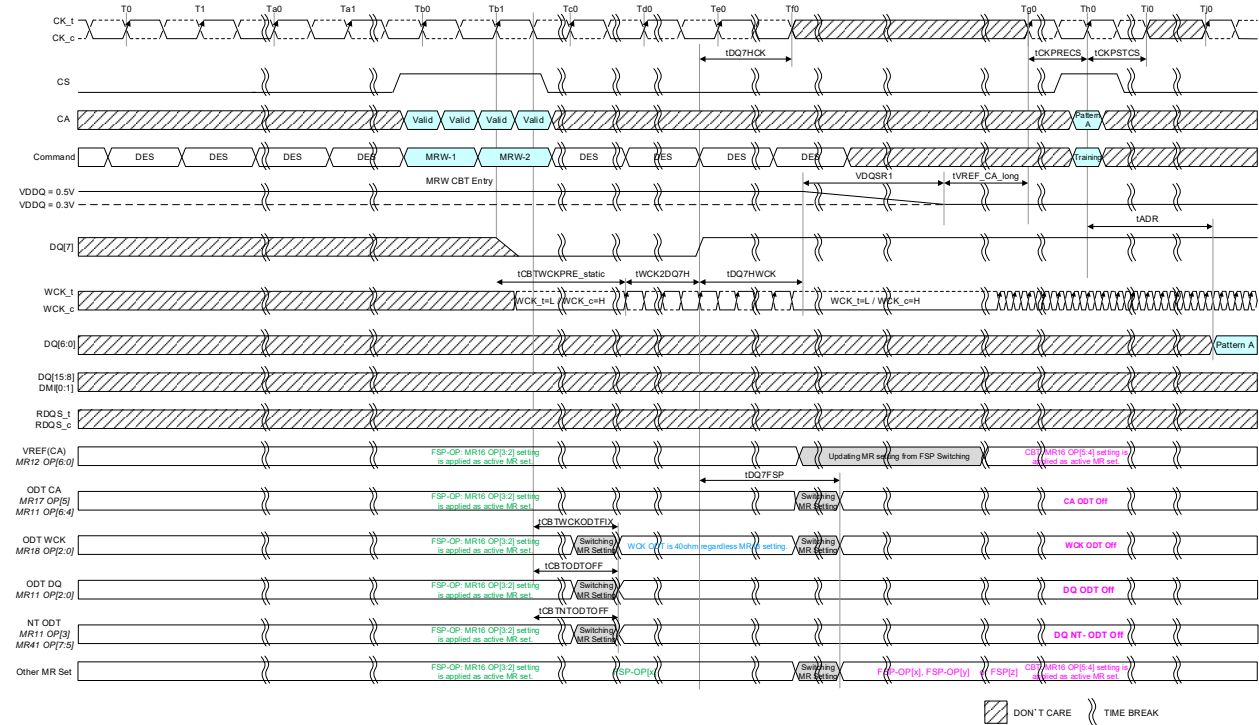 T0 T1 Ta0 Ta1 Tb0 Tb1 Tc0 Td0 Te0 Tf0 Tg0 Th0 Ti0 Tj0
CK_t
CK_c
tDQ7HCK tCKPRECS tCKPSTCS
CS
CA Valid Valid Valid Valid Pattern
A
Command DES DES DES DES MRW-1 MRW-2 DES DES DES DES Training
MRW CBT Entry VDQSR1 tVREF_CA_long
VDDQ = 0.5V
VDDQ = 0.3V
tADR
DQ[7]
tCBTWCKPRE_static tWCK2DQ7H tDQ7HWCK
WCK_t
WCK_c
WCK_t=L / WCK_c=H WCK_t=L / WCK_c=H
DQ[6:0] Pattern A
DQ[15:8]
DMI[0:1]
RDQS_t
RDQS_c
VREF(CA)
MR12 OP[6:0]
FSP-OP: MR16 OP[3:2] setting
is applied as active MR set.
Updating MR setting from FSP Switching
CBT: MR16 OP[5:4] setting is
applied as active MR set.
tDQ7FSP
ODT CA
MR17 OP[5]
MR11 OP[6:4]
FSP-OP: MR16 OP[3:2] setting
is applied as active MR set.
Switching
MR Setting
CA ODT Off
tCBTWCKODTFIX
ODT WCK
MR18 OP[2:0]
FSP-OP: MR16 OP[3:2] setting
is applied as active MR set.
Switching
MR Setting
WCK ODT is 40ohm regardless MR18 setting.
Switching
MR Setting
WCK ODT Off
tCBTODTOFF
ODT DQ
MR11 OP[2:0]
FSP-OP: MR16 OP[3:2] setting
is applied as active MR set.
Switching
MR Setting
DQ ODT Off
tCBTNTODTOFF
NT ODT
MR11 OP[3]
MR41 OP[7:5]
FSP-OP: MR16 OP[3:2] setting
is applied as active MR set.
Switching
MR Setting
DQ NT- ODT Off
Other MR Set
FSP-OP: MR16 OP[3:2] setting
is applied as active MR set.
FSP-OP[x]
Switching
MR Setting
FSP-OP[x], FSP-OP[y] or FSP[z]
CBT: MR16 OP[5:4] setting is
applied as active MR set.
DON`T CARE TIME BREAK